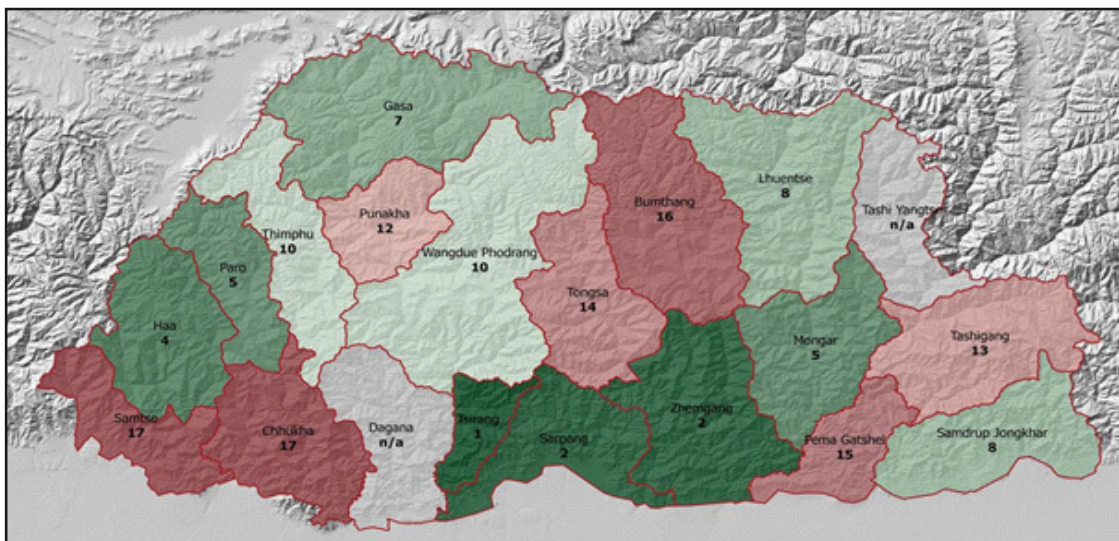 Gasa
7
Lhuentse
8
Bumthang
16
Tashi Yangtse
n/a
Punakha
12
Thimphu
10
Wangdue Phodrang
10
Paro
5
Tongsa
14
Haa
4
Mongar
5
Tashigang
13
Samtse
17
Chhukha
17
Dagana
n/a
Tsirang
1
Sarpang
2
Zhemgang
2
Pema Gatshel
15
Samdrup Jongkhar
8